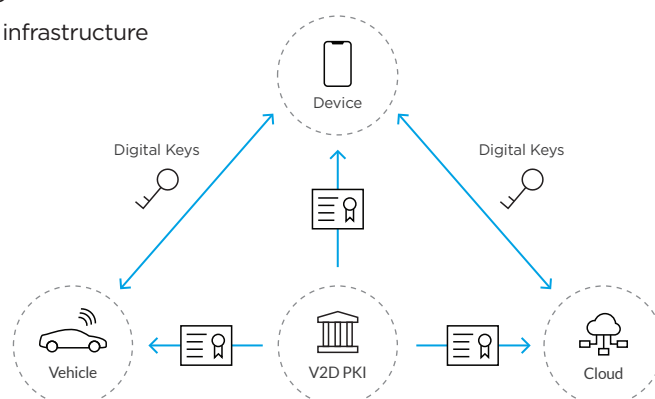 infrastructure
Device
Digital Keys
Digital Keys
Vehicle
V2D PKI
Cloud